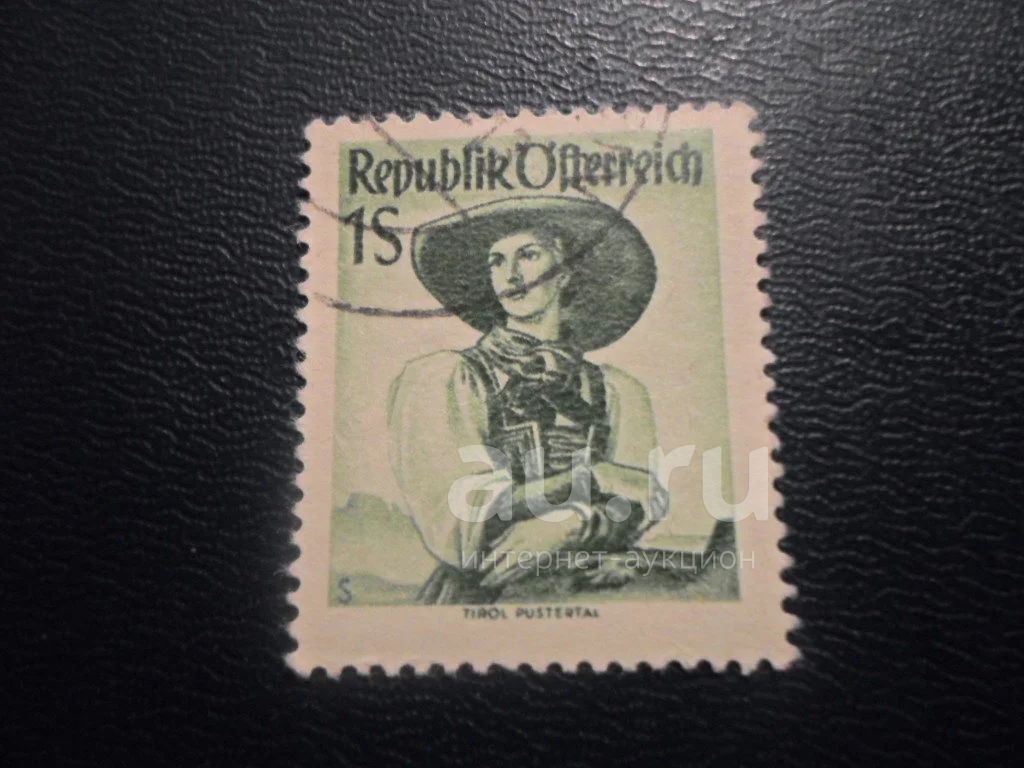 Republik Österreich
1S
au.ru
интернет-аукцион
S
TIROL PUSTERTAL